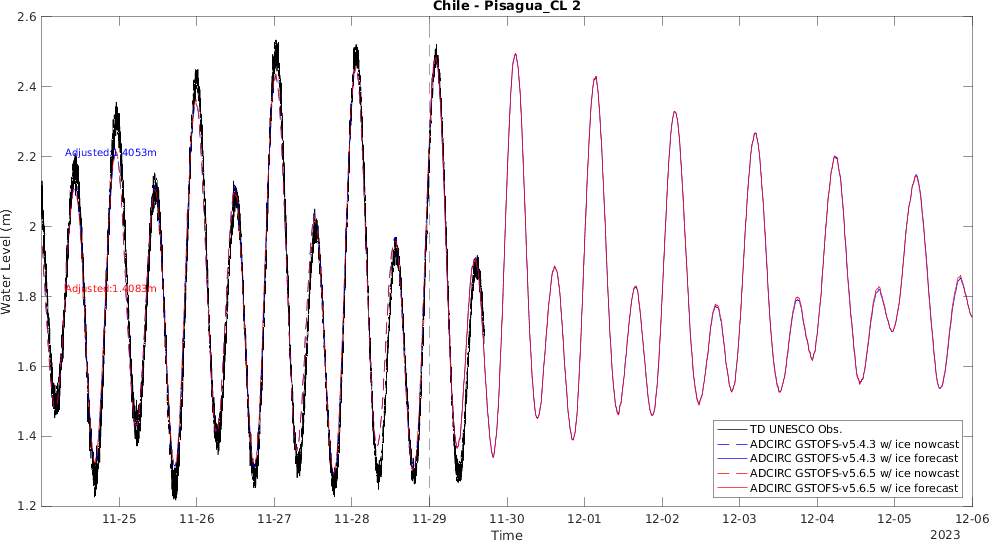 Chile - Pisagua_CL 2
2.6
2.4
2.2
2
1.8
1.6
1.4
1.2
Water Level (m)
Adjusted:1.4053m
Adjusted:1.4083m
TD UNESCO Obs.
ADCIRC GSTOFS-v5.4.3 w/ ice nowcast
ADCIRC GSTOFS-v5.4.3 w/ ice forecast
ADCIRC GSTOFS-v5.6.5 w/ ice nowcast
ADCIRC GSTOFS-v5.6.5 w/ ice forecast
11-25 11-26 11-27 11-28 11-29 11-30 12-01 12-02 12-03 12-04 12-05 12-06
Time
2023